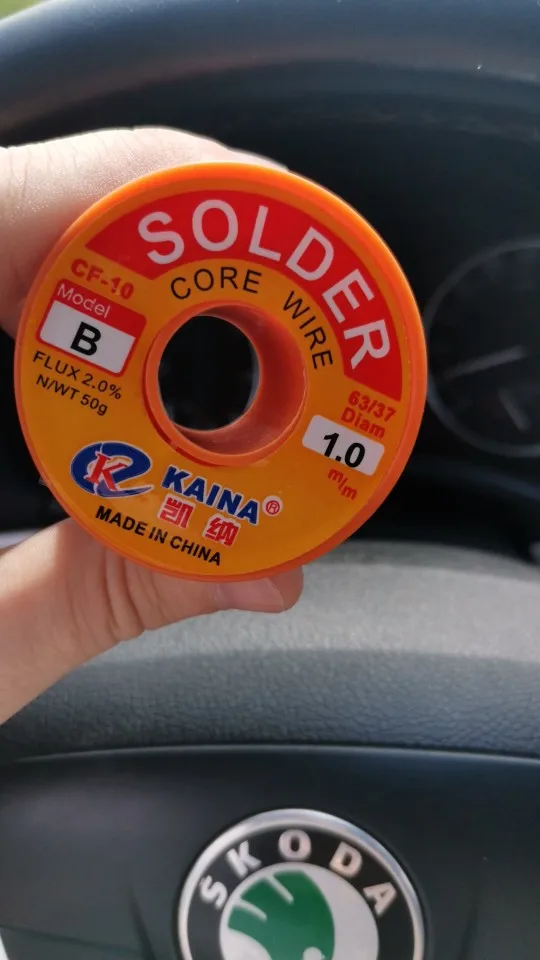 SOLDER
CORE WIRE
CF-10
Model
B
FLUX 2.0%
N/WT 50g
63/37
Diam
1.0
m/m
KAINA®
凯纳
MADE IN CHINA
SKODA